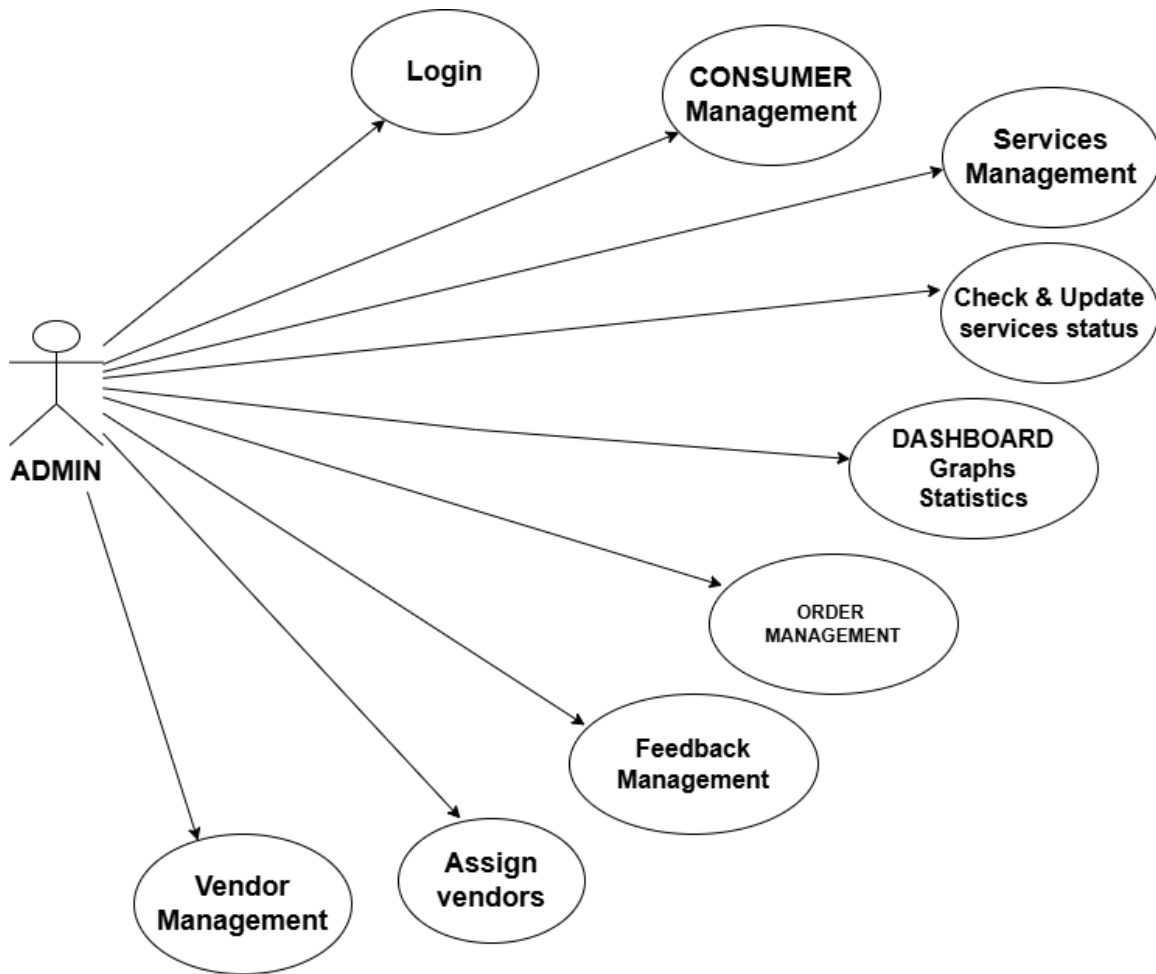 Login
CONSUMER
Management
Services
Management
Check & Update
services status
ADMIN
DASHBOARD
Graphs
Statistics
ORDER
MANAGEMENT
Feedback
Management
Assign
vendors
Vendor
Management